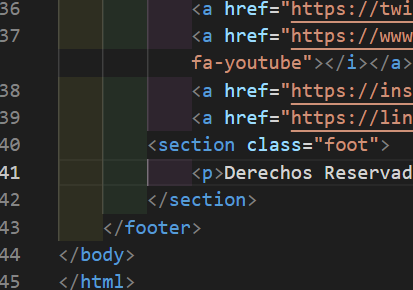 36 <a href="https://twi
37 <a href="https://www
fa-youtube"></i></a>
38 <a href="https://ins
39 <a href="https://lin
40 <section class="foot">
41 <p>Derechos Reservad
42 </section>
43 </footer>
44 </body>
45 </html>